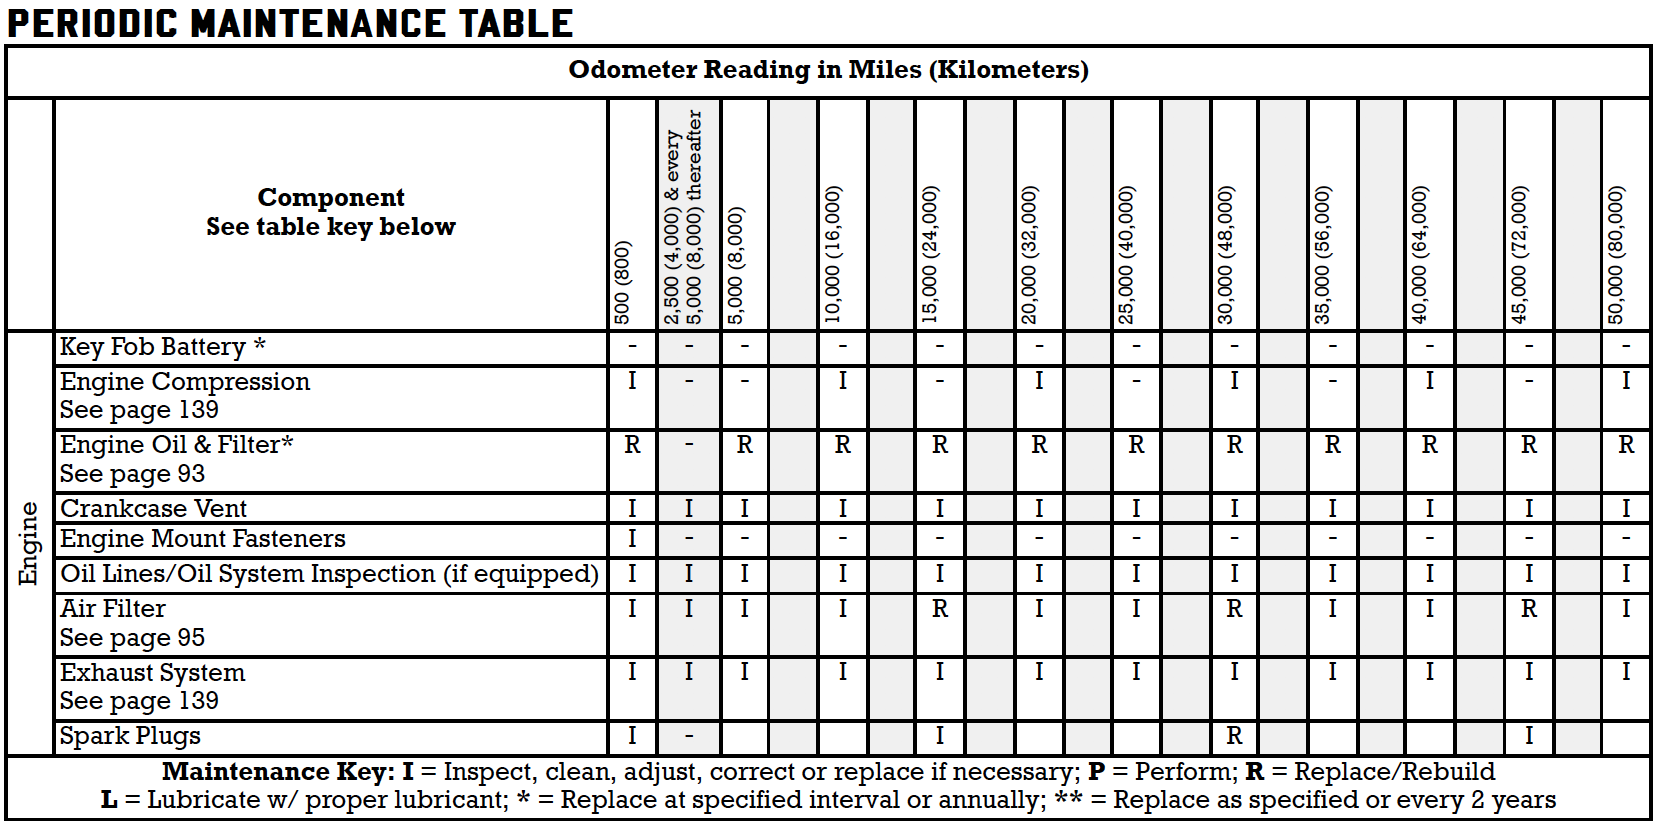 PERIODIC MAINTENANCE TABLE
Odometer Reading in Miles (Kilometers)
Component
See table key below
500 (800)
2,500 (4,000) & every
5,000 (8,000) thereafter
5,000 (8,000)
10,000 (16,000)
15,000 (24,000)
20,000 (32,000)
25,000 (40,000)
30,000 (48,000)
35,000 (56,000)
40,000 (64,000)
45,000 (72,000)
50,000 (80,000)
Engine
Key Fob Battery * - - - - - - - - - - - -
Engine Compression I - - I - I - I - I - I
See page 139
Engine Oil & Filter* R - R R R R R R R R R R
See page 93
Crankcase Vent I I I I I I I I I I I I
Engine Mount Fasteners I - - - - - - - - - - -
Oil Lines/Oil System Inspection (if equipped) I I I I I I I I I I I I
Air Filter I I I I R I I R I I R I
See page 95
Exhaust System I I I I I I I I I I I I
See page 139
Spark Plugs I - I R I
Maintenance Key: I = Inspect, clean, adjust, correct or replace if necessary; P = Perform; R = Replace/Rebuild
L = Lubricate w/ proper lubricant; * = Replace at specified interval or annually; ** = Replace as specified or every 2 years